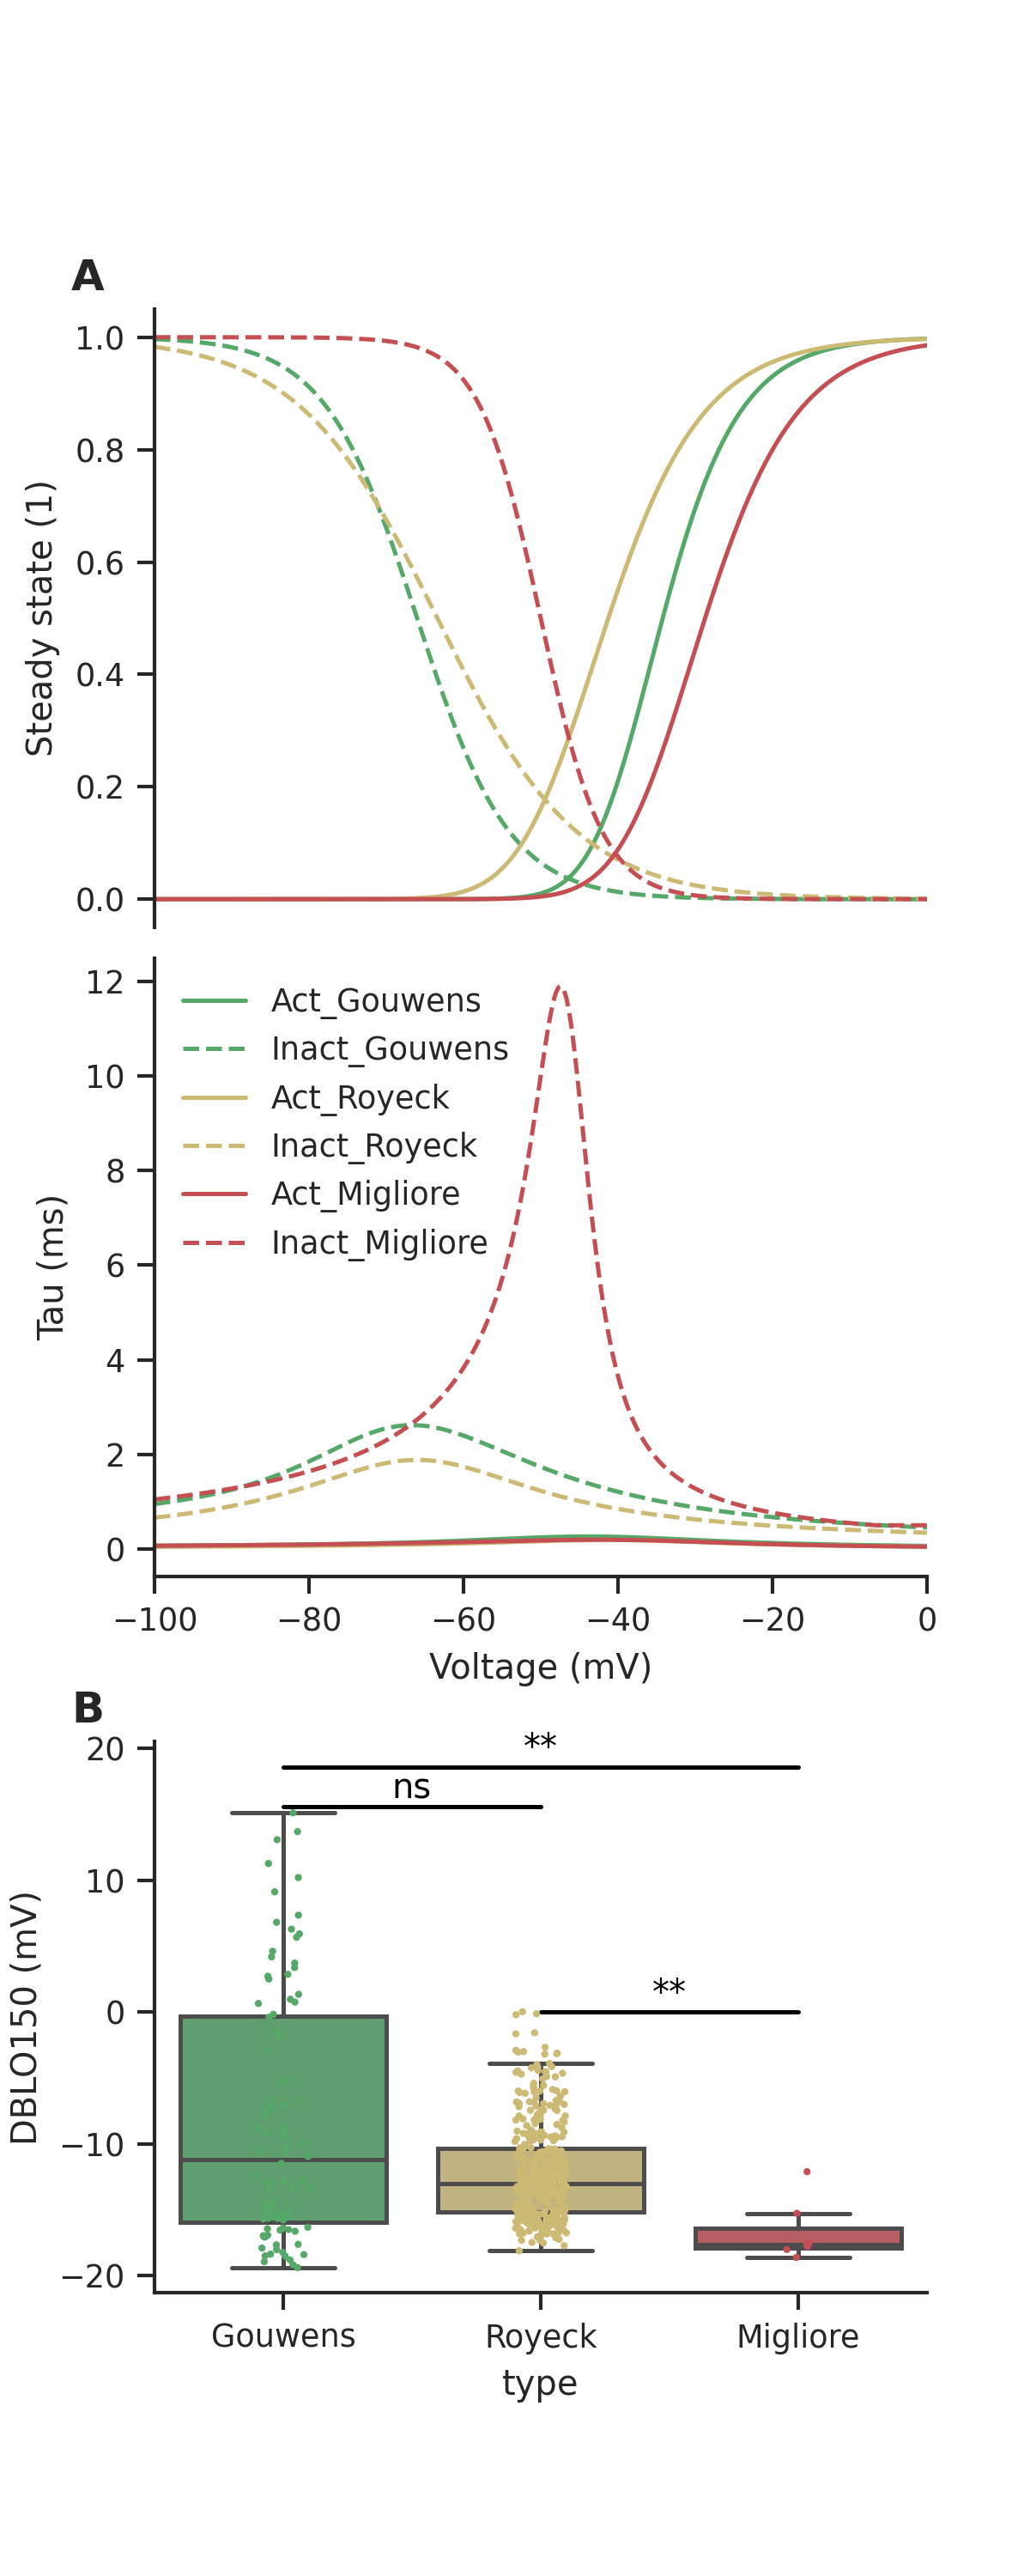 A
1.0
0.8
0.6
0.4
0.2
0.0
Steady state (1)
12
10
8
6
4
2
0
Tau (ms)
Act_Gouwens
Inact_Gouwens
Act_Royeck
Inact_Royeck
Act_Migliore
Inact_Migliore
−100 −80 −60 −40 −20 0
Voltage (mV)
B
20
10
0
−10
−20
DBLO150 (mV)
**
ns
**
Gouwens Royeck Migliore
type